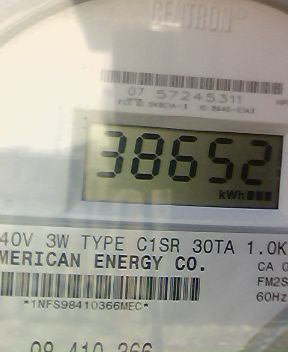 CENTRON®
07 57245311
38652
kWh
40V 3W TYPE C1SR 30TA 1.0K
MERICAN ENERGY CO.
CA 0
FM2S
60Hz
*1NFS98410366MEC*
98 410 366